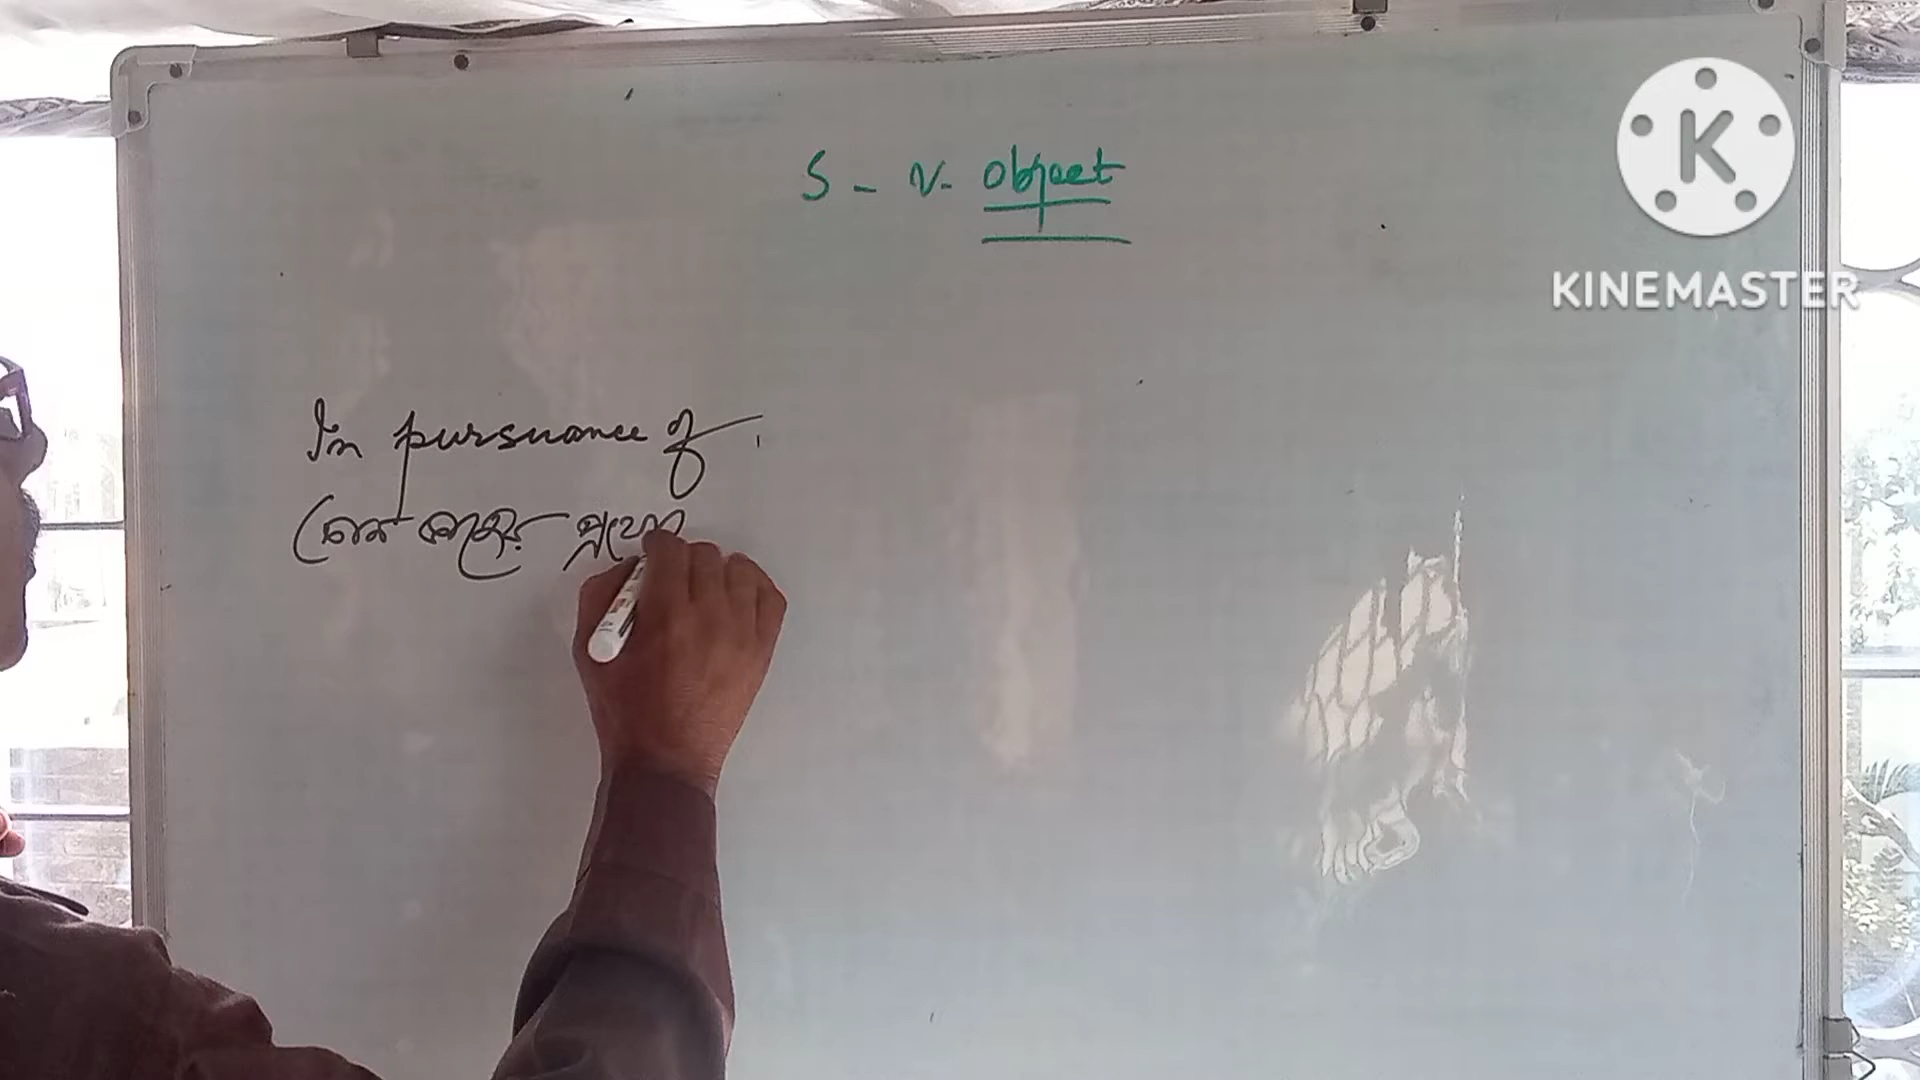 S - V - Object
K
KINEMASTER
In pursuance of
কোন কাজের